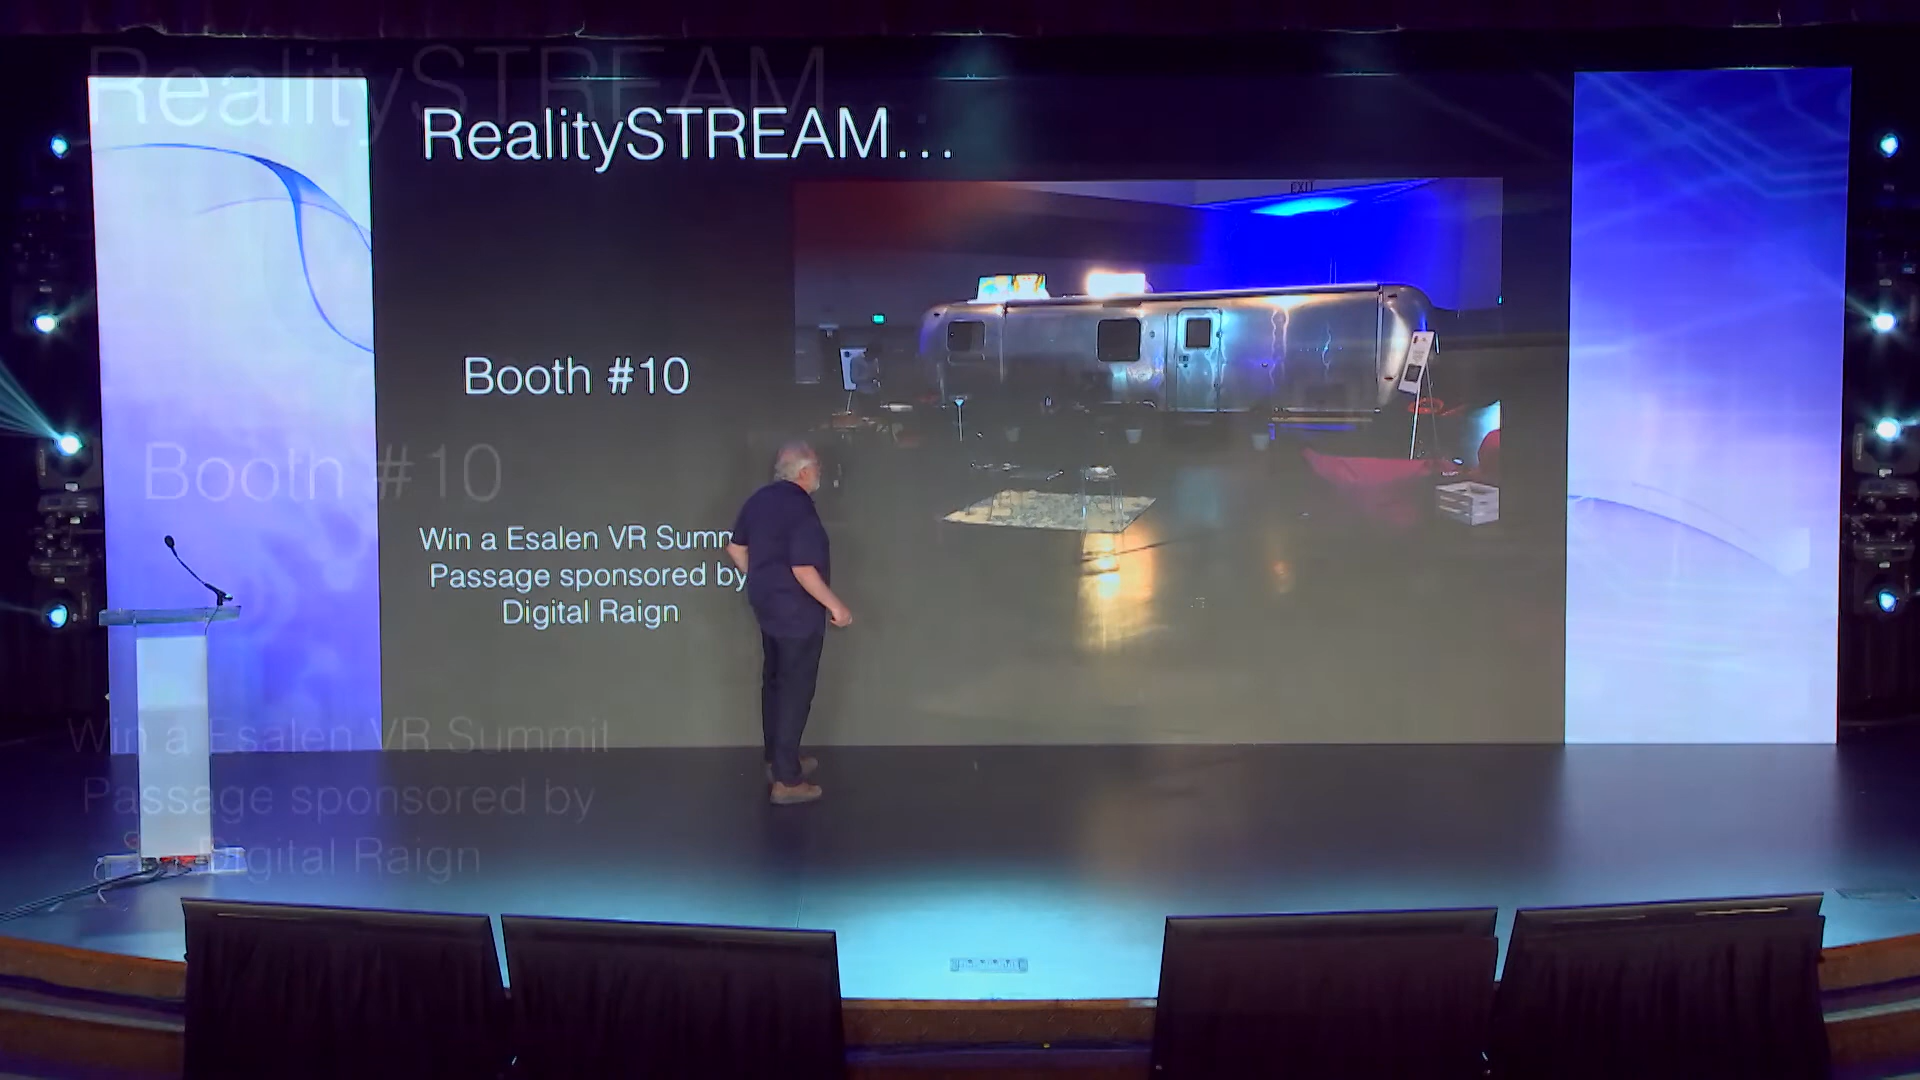 RealitySTREAM
RealitySTREAM...
EXIT
Booth #10
Booth #10
Win a Esalen VR Summ
Passage sponsored by
Digital Raign
Win a Esalen VR Summit
Passage sponsored by
Digital Raign